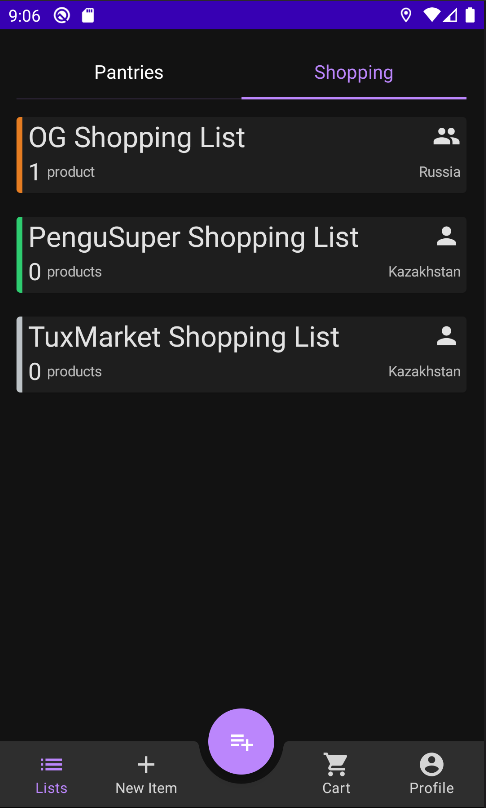 9:06
Pantries Shopping
OG Shopping List
1 product Russia
PenguSuper Shopping List
0 products Kazakhstan
TuxMarket Shopping List
0 products Kazakhstan
Lists New Item Cart Profile